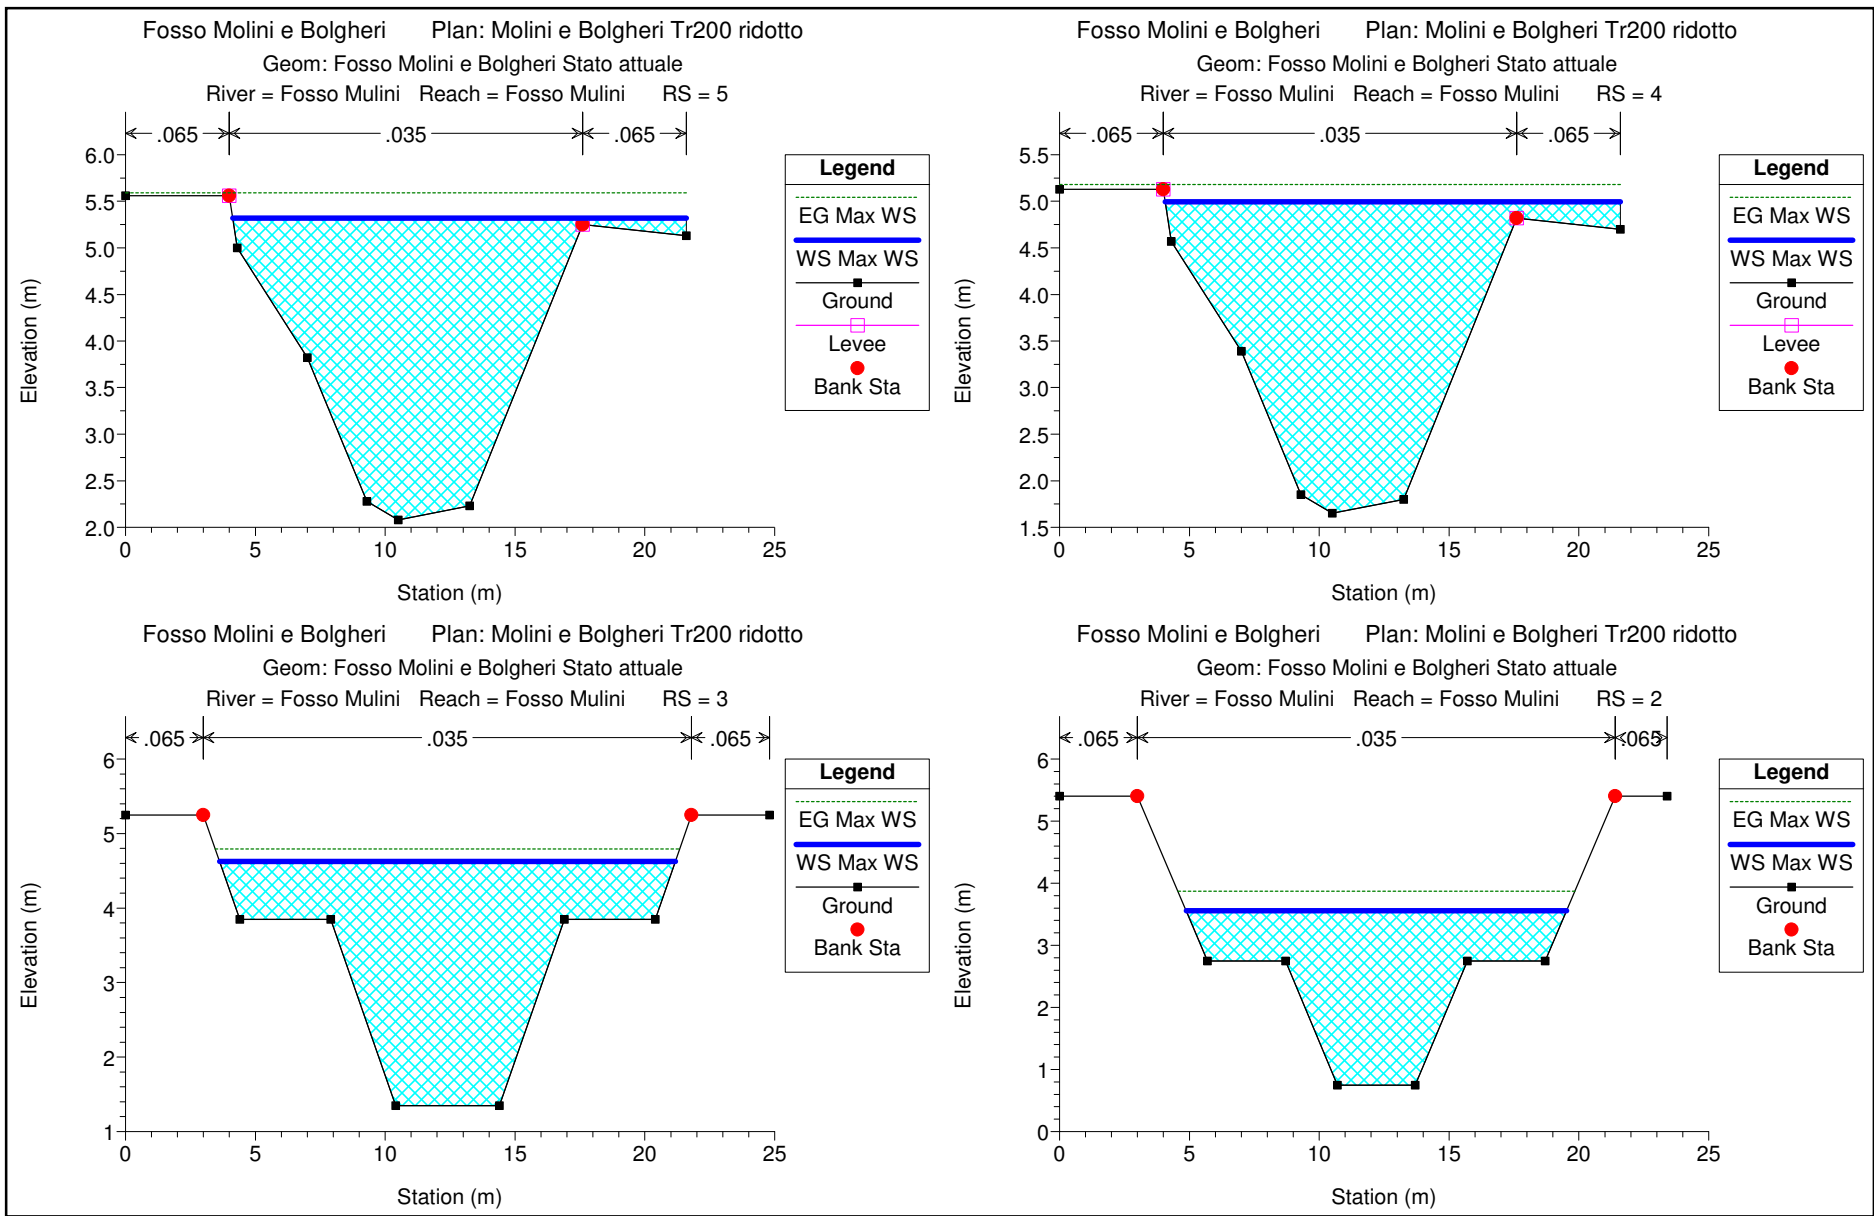 Fosso Molini e Bolgheri Plan: Molini e Bolgheri Tr200 ridotto
Geom: Fosso Molini e Bolgheri Stato attuale
River = Fosso Mulini Reach = Fosso Mulini RS = 5
.065 .035 .065
6.0
5.5
5.0
4.5
4.0
3.5
3.0
2.5
2.0
0 5 10 15 20 25
Elevation (m)
Station (m)
Legend
EG Max WS
WS Max WS
Ground
Levee
Bank Sta
Fosso Molini e Bolgheri Plan: Molini e Bolgheri Tr200 ridotto
Geom: Fosso Molini e Bolgheri Stato attuale
River = Fosso Mulini Reach = Fosso Mulini RS = 4
.065 .035 .065
5.5
5.0
4.5
4.0
3.5
3.0
2.5
2.0
1.5
0 5 10 15 20 25
Elevation (m)
Station (m)
Legend
EG Max WS
WS Max WS
Ground
Levee
Bank Sta
Fosso Molini e Bolgheri Plan: Molini e Bolgheri Tr200 ridotto
Geom: Fosso Molini e Bolgheri Stato attuale
River = Fosso Mulini Reach = Fosso Mulini RS = 3
.065 .035 .065
6
5
4
3
2
1
0 5 10 15 20 25
Elevation (m)
Station (m)
Legend
EG Max WS
WS Max WS
Ground
Bank Sta
Fosso Molini e Bolgheri Plan: Molini e Bolgheri Tr200 ridotto
Geom: Fosso Molini e Bolgheri Stato attuale
River = Fosso Mulini Reach = Fosso Mulini RS = 2
.065 .035 .065
6
5
4
3
2
1
0
0 5 10 15 20 25
Elevation (m)
Station (m)
Legend
EG Max WS
WS Max WS
Ground
Bank Sta